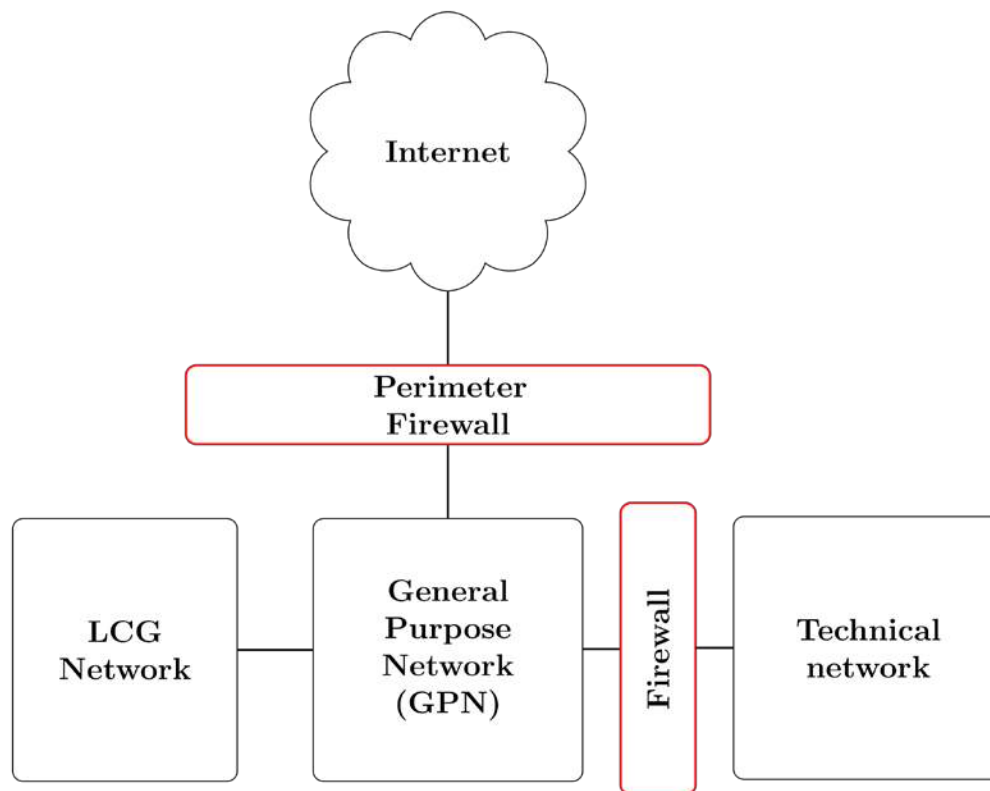 Internet
Perimeter
Firewall
LCG
Network
General
Purpose
Network
(GPN)
Firewall
Technical
network